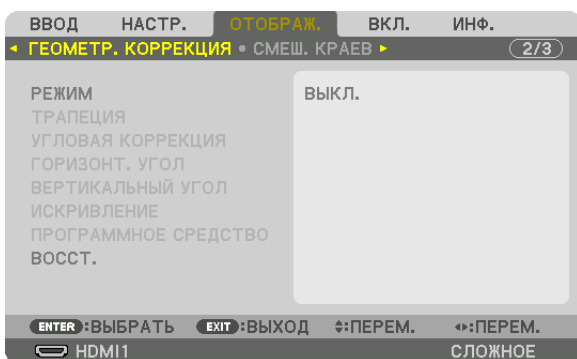 ВВОД НАСТР. ОТОБРАЖ. ВКЛ. ИНФ.
ГЕОМЕТР. КОРРЕКЦИЯ • СМЕШ. КРАЕВ 2/3
РЕЖИМ ВЫКЛ.
ТРАПЕЦИЯ
УГЛОВАЯ КОРРЕКЦИЯ
ГОРИЗОНТ. УГОЛ
ВЕРТИКАЛЬНЫЙ УГОЛ
ИСКРИВЛЕНИЕ
ПРОГРАММНОЕ СРЕДСТВО
ВОССТ.
ENTER :ВЫБРАТЬ EXIT :ВЫХОД :ПЕРЕМ. :ПЕРЕМ.
HDMI1 СЛОЖНОЕ